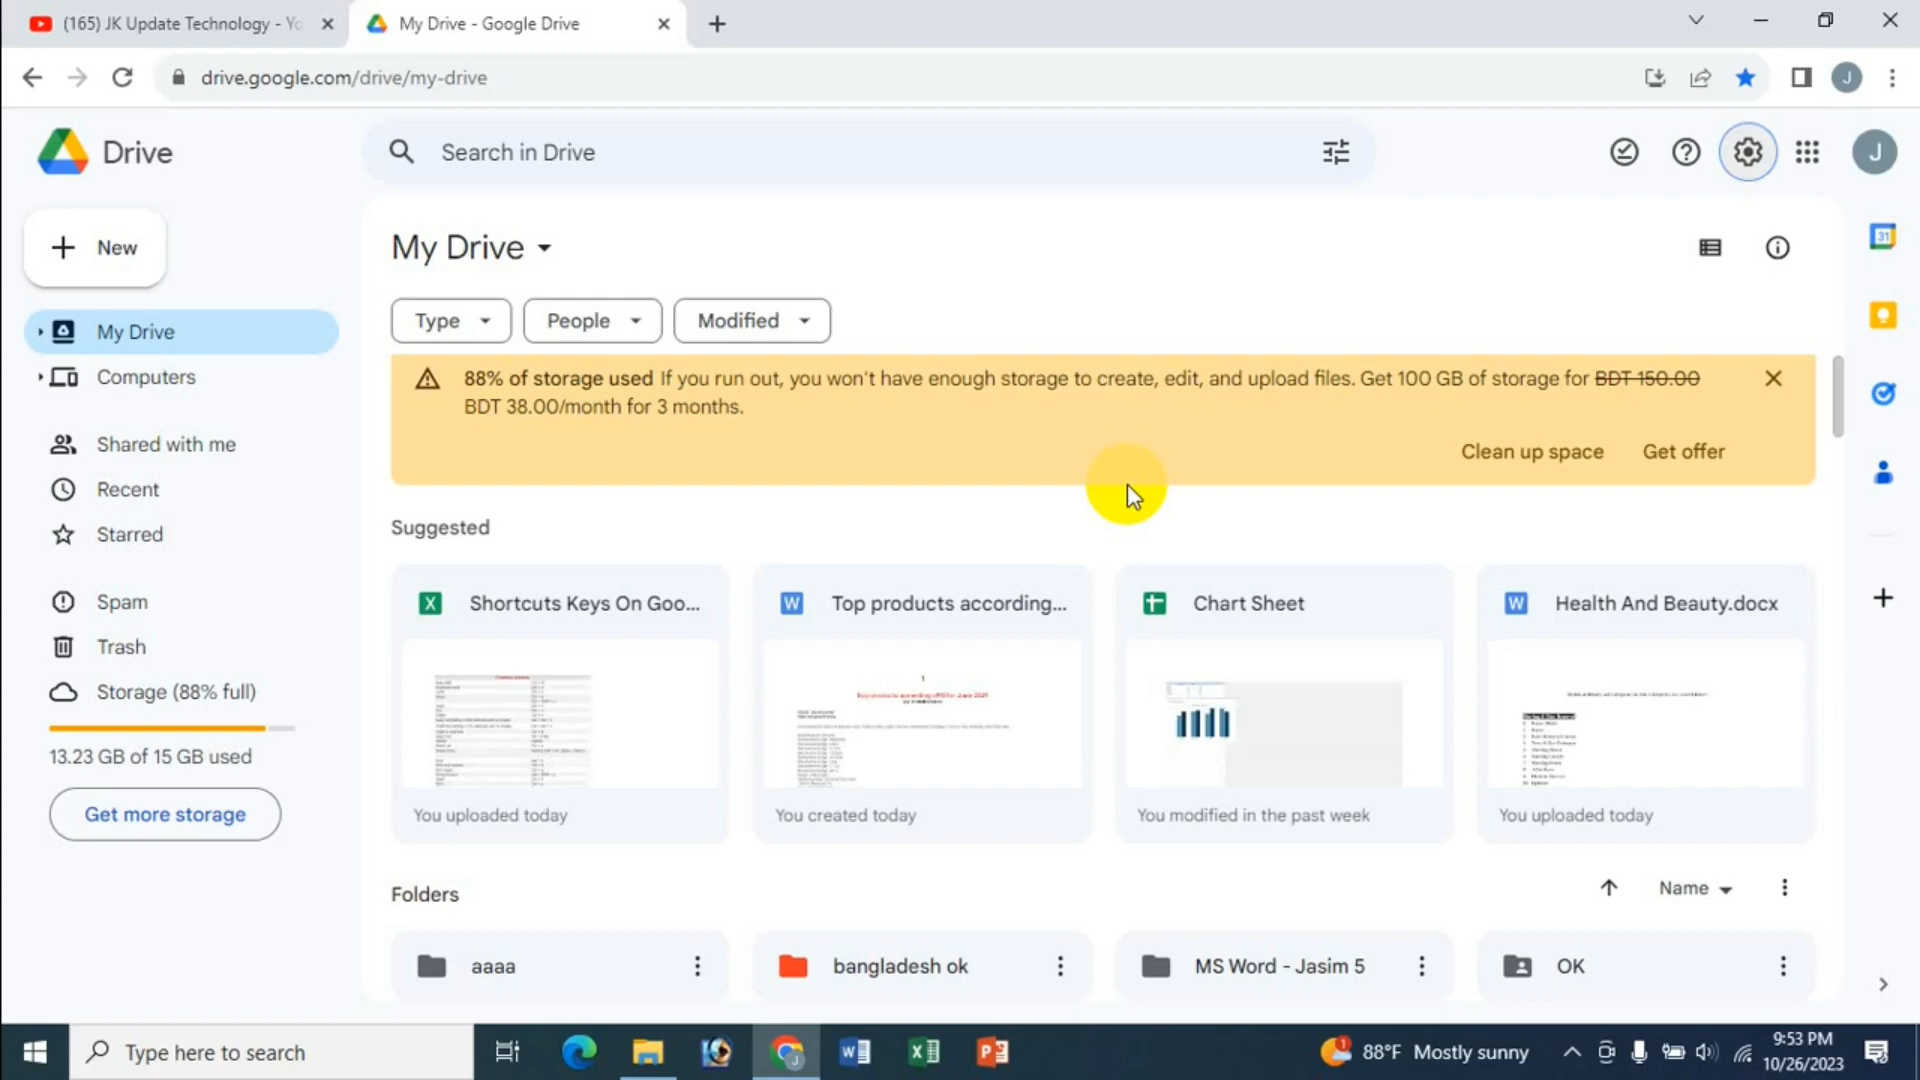 (165) JK Update Technology - Yo
My Drive - Google Drive
drive.google.com/drive/my-drive
J
Drive
Search in Drive
J
New
My Drive
31
Type
People
Modified
My Drive
Computers
88% of storage used If you run out, you won't have enough storage to create, edit, and upload files. Get 100 GB of storage for BDT 150.00
BDT 38.00/month for 3 months.
Clean up space
Get offer
Shared with me
Recent
Starred
Suggested
Spam
Trash
Storage (88% full)
13.23 GB of 15 GB used
Get more storage
Shortcuts Keys On Goo...
Top products according...
Chart Sheet
Health And Beauty.docx
You uploaded today
You created today
You modified in the past week
You uploaded today
Folders
Name
aaaa
bangladesh ok
MS Word - Jasim 5
OK
Type here to search
88°F Mostly sunny
9:53 PM
10/26/2023